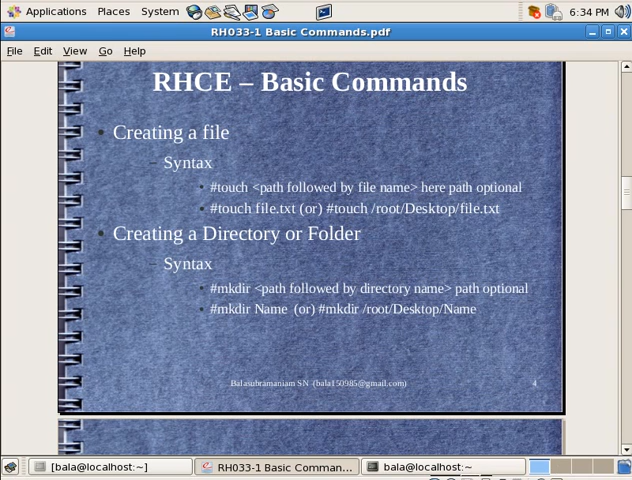 Applications Places System 6:34 PM
RH033-1 Basic Commands.pdf
File Edit View Go Help
RHCE – Basic Commands
• Creating a file
– Syntax
• #touch <path followed by file name> here path optional
• #touch file.txt (or) #touch /root/Desktop/file.txt
• Creating a Directory or Folder
– Syntax
• #mkdir <path followed by directory name> path optional
• #mkdir Name (or) #mkdir /root/Desktop/Name
Balasubramaniam SN (bala150985@gmail.com) 4
[bala@localhost:~] RH033-1 Basic Comman... bala@localhost:~